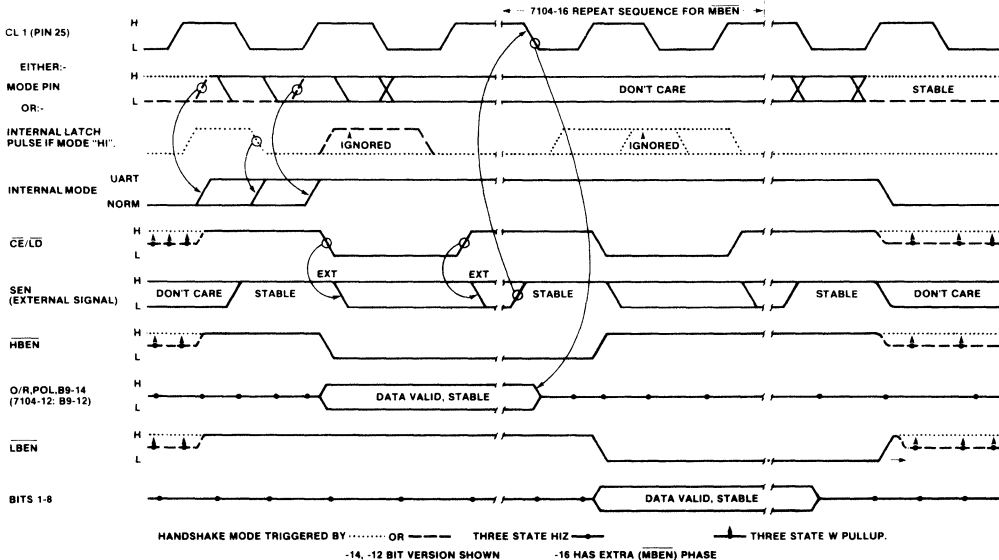 7104-16 REPEAT SEQUENCE FOR MBEN
CL 1 (PIN 25)
H
L
EITHER:-
MODE PIN
OR:-
H
L
DON'T CARE
STABLE
INTERNAL LATCH
PULSE IF MODE "HI".
IGNORED
IGNORED
INTERNAL MODE
UART
NORM
CE/LD
H
L
EXT
EXT
SEN
(EXTERNAL SIGNAL)
H
L
DON'T CARE
STABLE
STABLE
STABLE
DON'T CARE
HBEN
H
L
O/R,POL,B9-14
(7104-12: B9-12)
H
L
DATA VALID, STABLE
LBEN
H
L
BITS 1-8
DATA VALID, STABLE
HANDSHAKE MODE TRIGGERED BY OR THREE STATE HIZ THREE STATE W PULLUP.
-14, -12 BIT VERSION SHOWN -16 HAS EXTRA (MBEN) PHASE